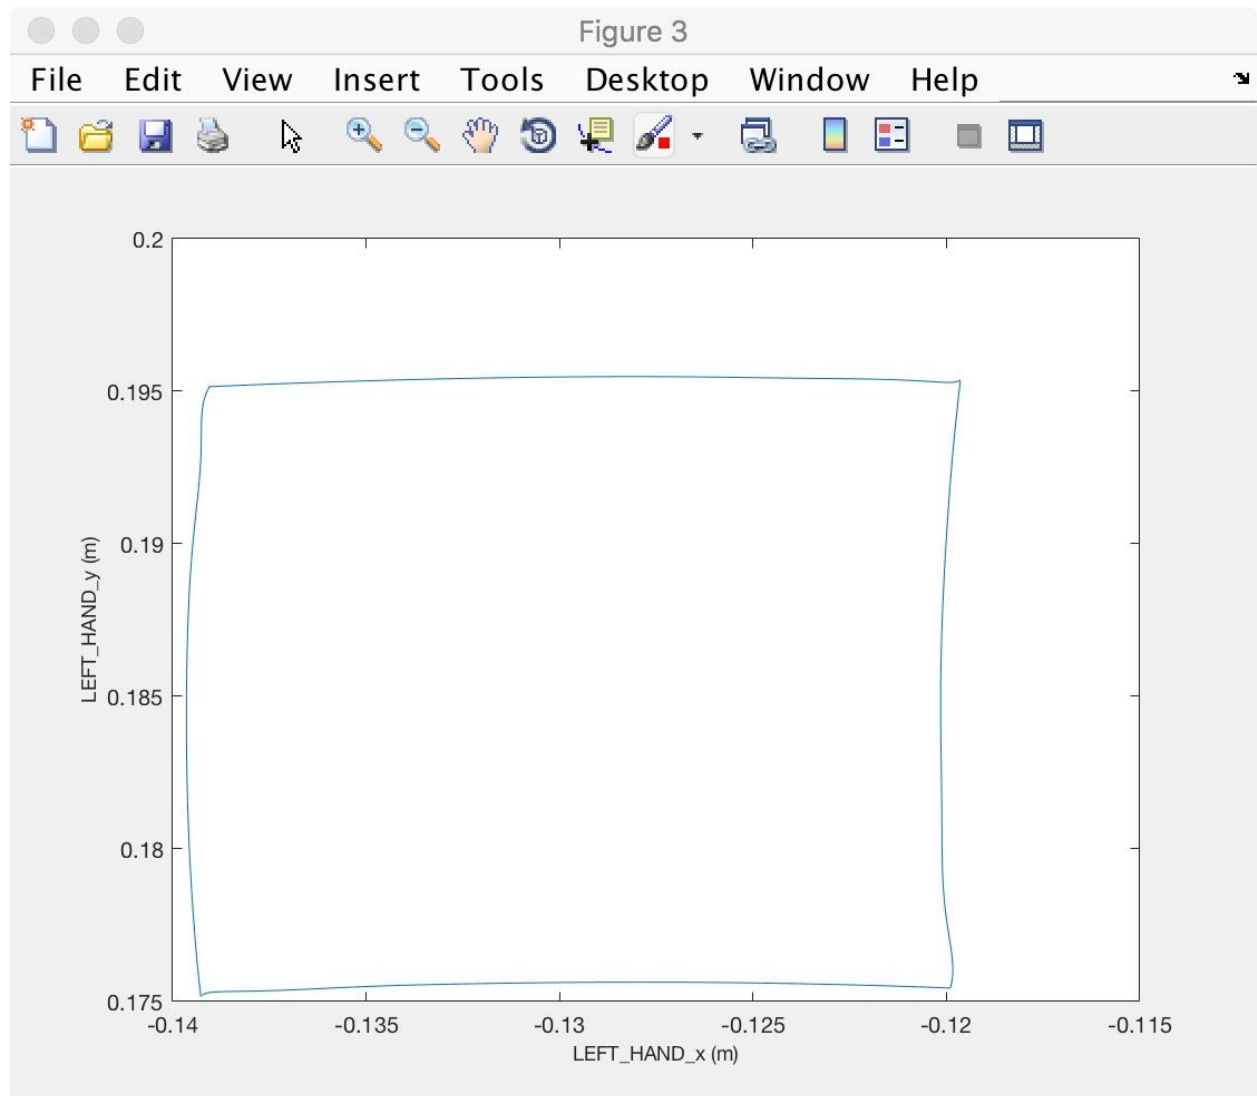 Figure 3
File Edit View Insert Tools Desktop Window Help
0.2
0.195
0.19
0.185
0.18
0.175
LEFT_HAND_y (m)
-0.14 -0.135 -0.13 -0.125 -0.12 -0.115
LEFT_HAND_x (m)